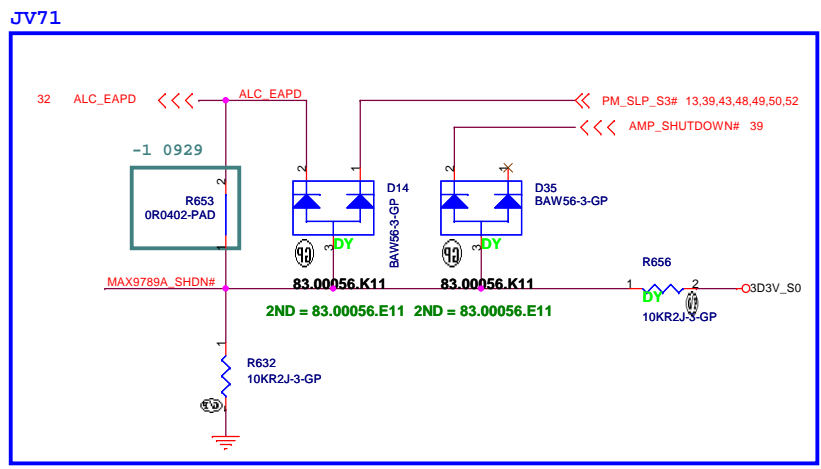 JV71
32 ALC_EAPD
ALC_EAPD
PM_SLP_S3# 13,39,43,48,49,50,52
AMP_SHUTDOWN# 39
-1 0929
2
R653
0R0402-PAD
1
2
1
D14
BAW56-3-GP
3
DY
2
1
D35
BAW56-3-GP
3
DY
GP
GP
MAX9789A_SHDN#
83.00056.K11
83.00056.K11
2ND = 83.00056.E11
2ND = 83.00056.E11
R656
1
2
DY
10KR2J-3-GP
3D3V_S0
1
R632
10KR2J-3-GP